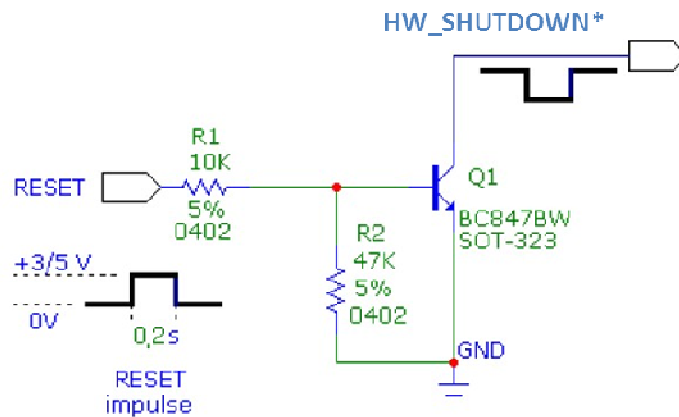 HW_SHUTDOWN*
R1
10K
RESET
5%
0402
Q1
BC847BW
SOT-323
R2
47K
5%
0402
+3/5 V
0V
0,2s
GND
RESET
impulse